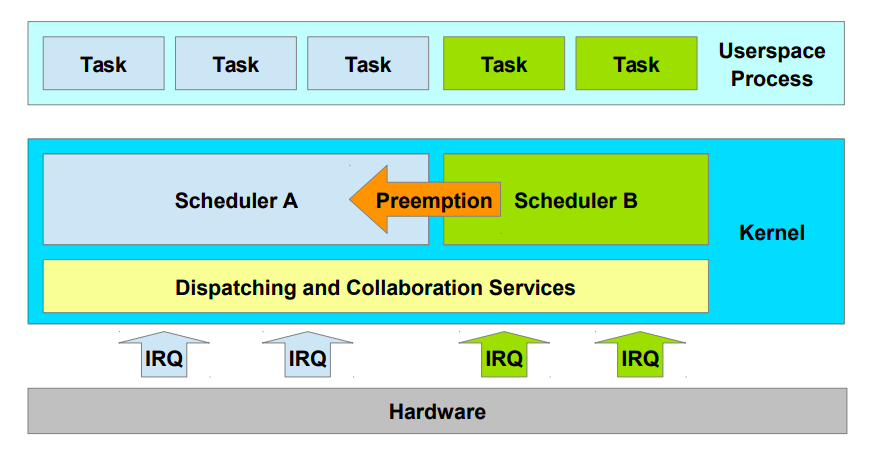 Task
Task
Task
Task
Task
Userspace
Process
Scheduler A
Preemption
Scheduler B
Kernel
Dispatching and Collaboration Services
IRQ
IRQ
IRQ
IRQ
Hardware